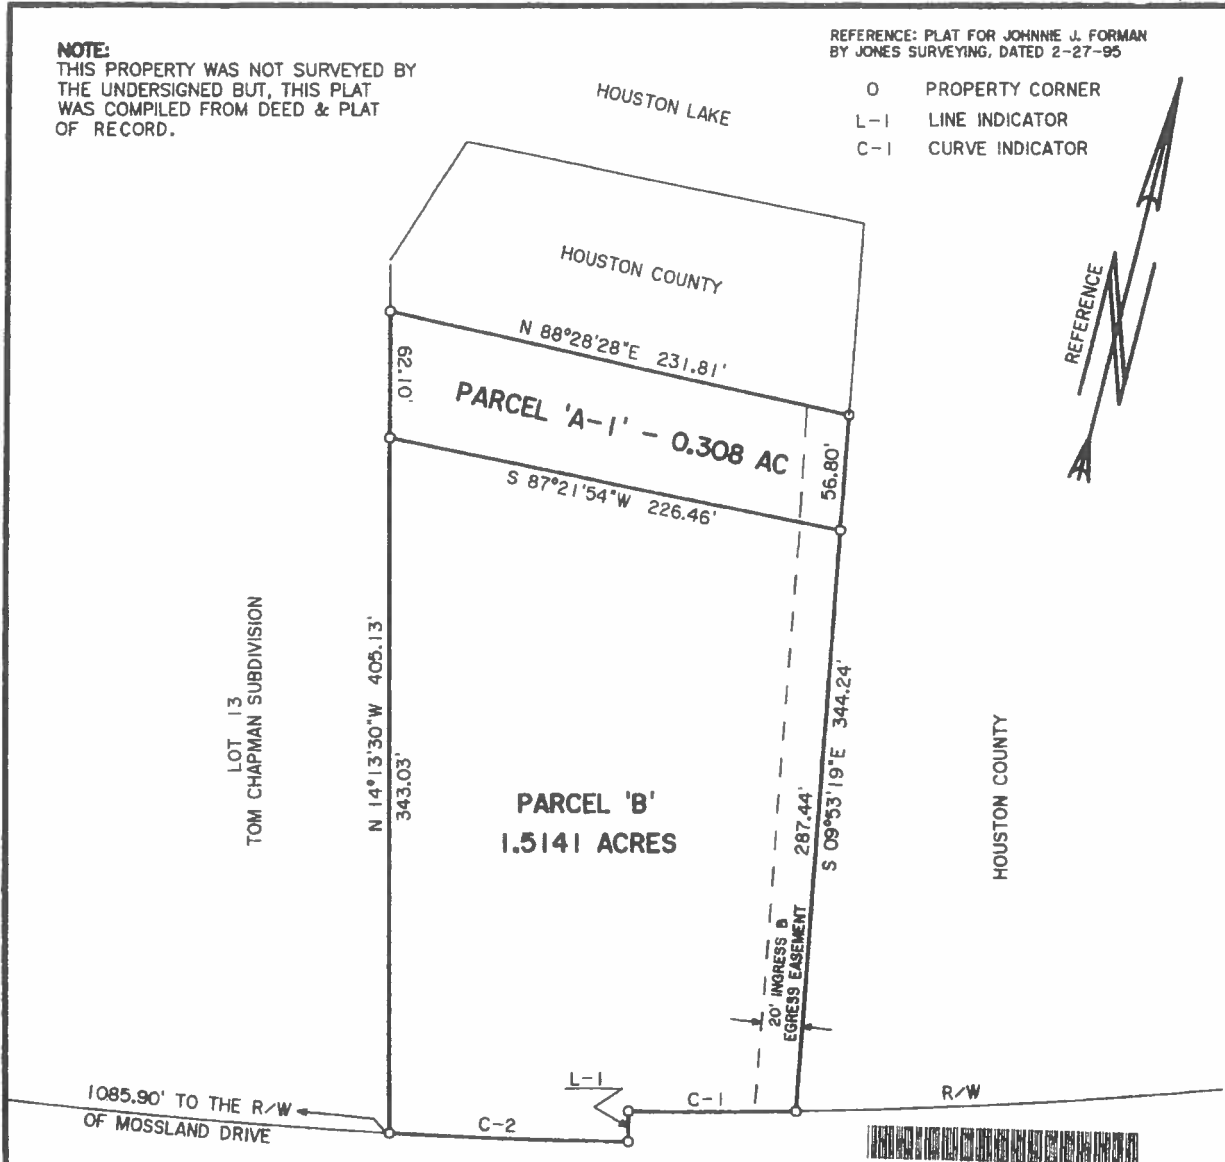 NOTE:
THIS PROPERTY WAS NOT SURVEYED BY
THE UNDERSIGNED BUT, THIS PLAT
WAS COMPILED FROM DEED & PLAT
OF RECORD.
REFERENCE: PLAT FOR JOHNNIE J. FORMAN
BY JONES SURVEYING, DATED 2-27-95
O PROPERTY CORNER
L-1 LINE INDICATOR
C-1 CURVE INDICATOR
HOUSTON LAKE
HOUSTON COUNTY
REFERENCE
N 88°28'28"E 231.81'
62.10'
PARCEL 'A-1' - 0.308 AC
56.80'
S 87°21'54"W 226.46'
LOT 13
TOM CHAPMAN SUBDIVISION
N 14°13'30"W 405.13'
343.03'
PARCEL 'B'
1.5141 ACRES
287.44'
S 09°53'19"E 344.24'
HOUSTON COUNTY
20' INGRESS &
EGRESS EASEMENT
L-1
C-1
R/W
1085.90' TO THE R/W
OF MOSSLAND DRIVE
C-2